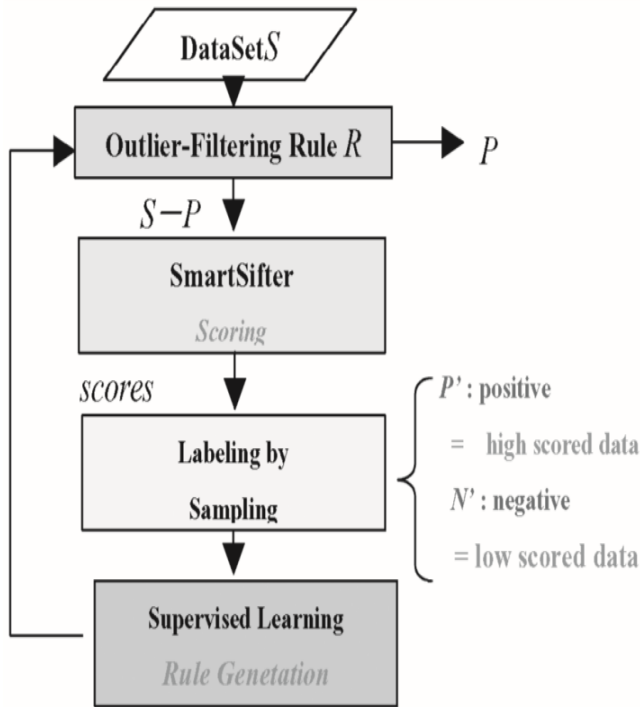 DataSetS
Outlier-Filtering Rule R
P
S−P
SmartSifter
Scoring
scores
Labeling by
Sampling
P’ : positive
= high scored data
N’ : negative
= low scored data
Supervised Learning
Rule Genetation